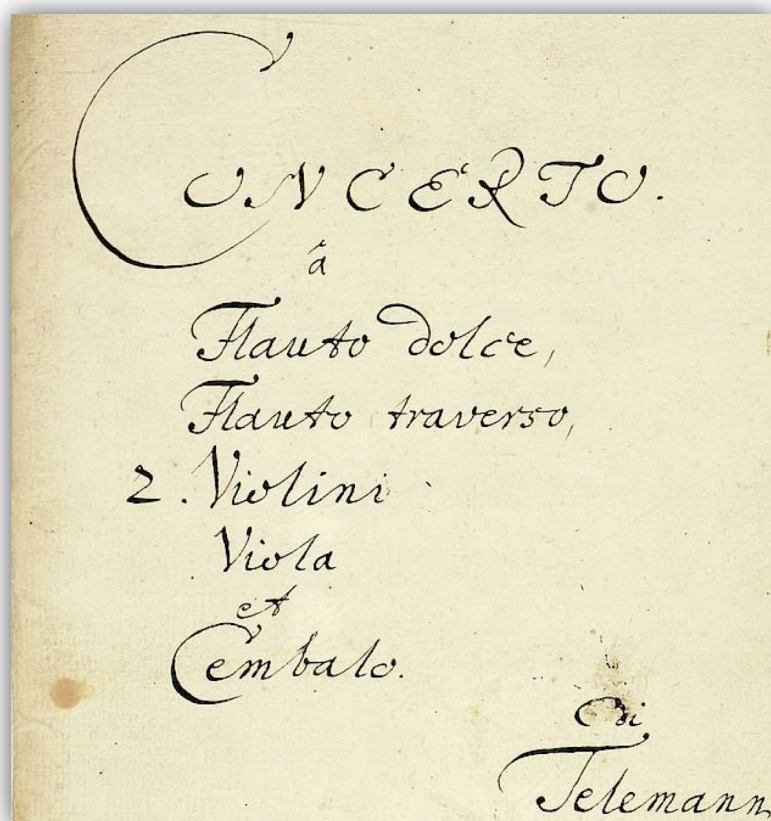 CONCERTO.
â
Flauto dolce,
Flauto traverso,
2. Violini
Viola
et
Cembalo.
di
Telemann